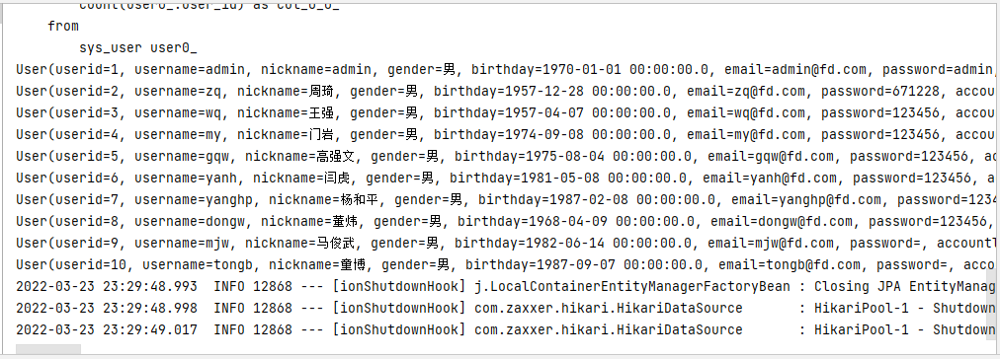 count(user0_.user_id) as col_0_0_
from
sys_user user0_
User(userid=1, username=admin, nickname=admin, gender=男, birthday=1970-01-01 00:00:00.0, email=admin@fd.com, password=admin,
User(userid=2, username=zq, nickname=周琦, gender=男, birthday=1957-12-28 00:00:00.0, email=zq@fd.com, password=671228, accou
User(userid=3, username=wq, nickname=王强, gender=男, birthday=1957-04-07 00:00:00.0, email=wq@fd.com, password=123456, accou
User(userid=4, username=my, nickname=门岩, gender=男, birthday=1974-09-08 00:00:00.0, email=my@fd.com, password=123456, accou
User(userid=5, username=gqw, nickname=高强文, gender=男, birthday=1975-08-04 00:00:00.0, email=gqw@fd.com, password=123456, ac
User(userid=6, username=yanh, nickname=闫虎, gender=男, birthday=1981-05-08 00:00:00.0, email=yanh@fd.com, password=123456, a
User(userid=7, username=yanghp, nickname=杨和平, gender=男, birthday=1987-02-08 00:00:00.0, email=yanghp@fd.com, password=1234
User(userid=8, username=dongw, nickname=董炜, gender=男, birthday=1968-04-09 00:00:00.0, email=dongw@fd.com, password=123456,
User(userid=9, username=mjw, nickname=马俊武, gender=男, birthday=1982-06-14 00:00:00.0, email=mjw@fd.com, password=, accountl
User(userid=10, username=tongb, nickname=童博, gender=男, birthday=1987-09-07 00:00:00.0, email=tongb@fd.com, password=, acco
2022-03-23 23:29:48.993  INFO 12868 --- [ionShutdownHook] j.LocalContainerEntityManagerFactoryBean : Closing JPA EntityManag
2022-03-23 23:29:48.998  INFO 12868 --- [ionShutdownHook] com.zaxxer.hikari.HikariDataSource       : HikariPool-1 - Shutdown
2022-03-23 23:29:49.017  INFO 12868 --- [ionShutdownHook] com.zaxxer.hikari.HikariDataSource       : HikariPool-1 - Shutdown